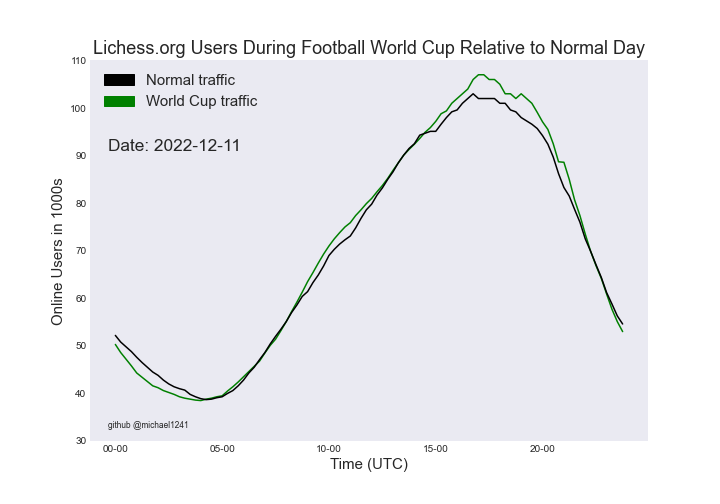 Lichess.org Users During Football World Cup Relative to Normal Day
110
100
90
80
70
60
50
40
30
Online Users in 1000s
Normal traffic
World Cup traffic
Date: 2022-12-11
github @michael1241
00-00 05-00 10-00 15-00 20-00
Time (UTC)